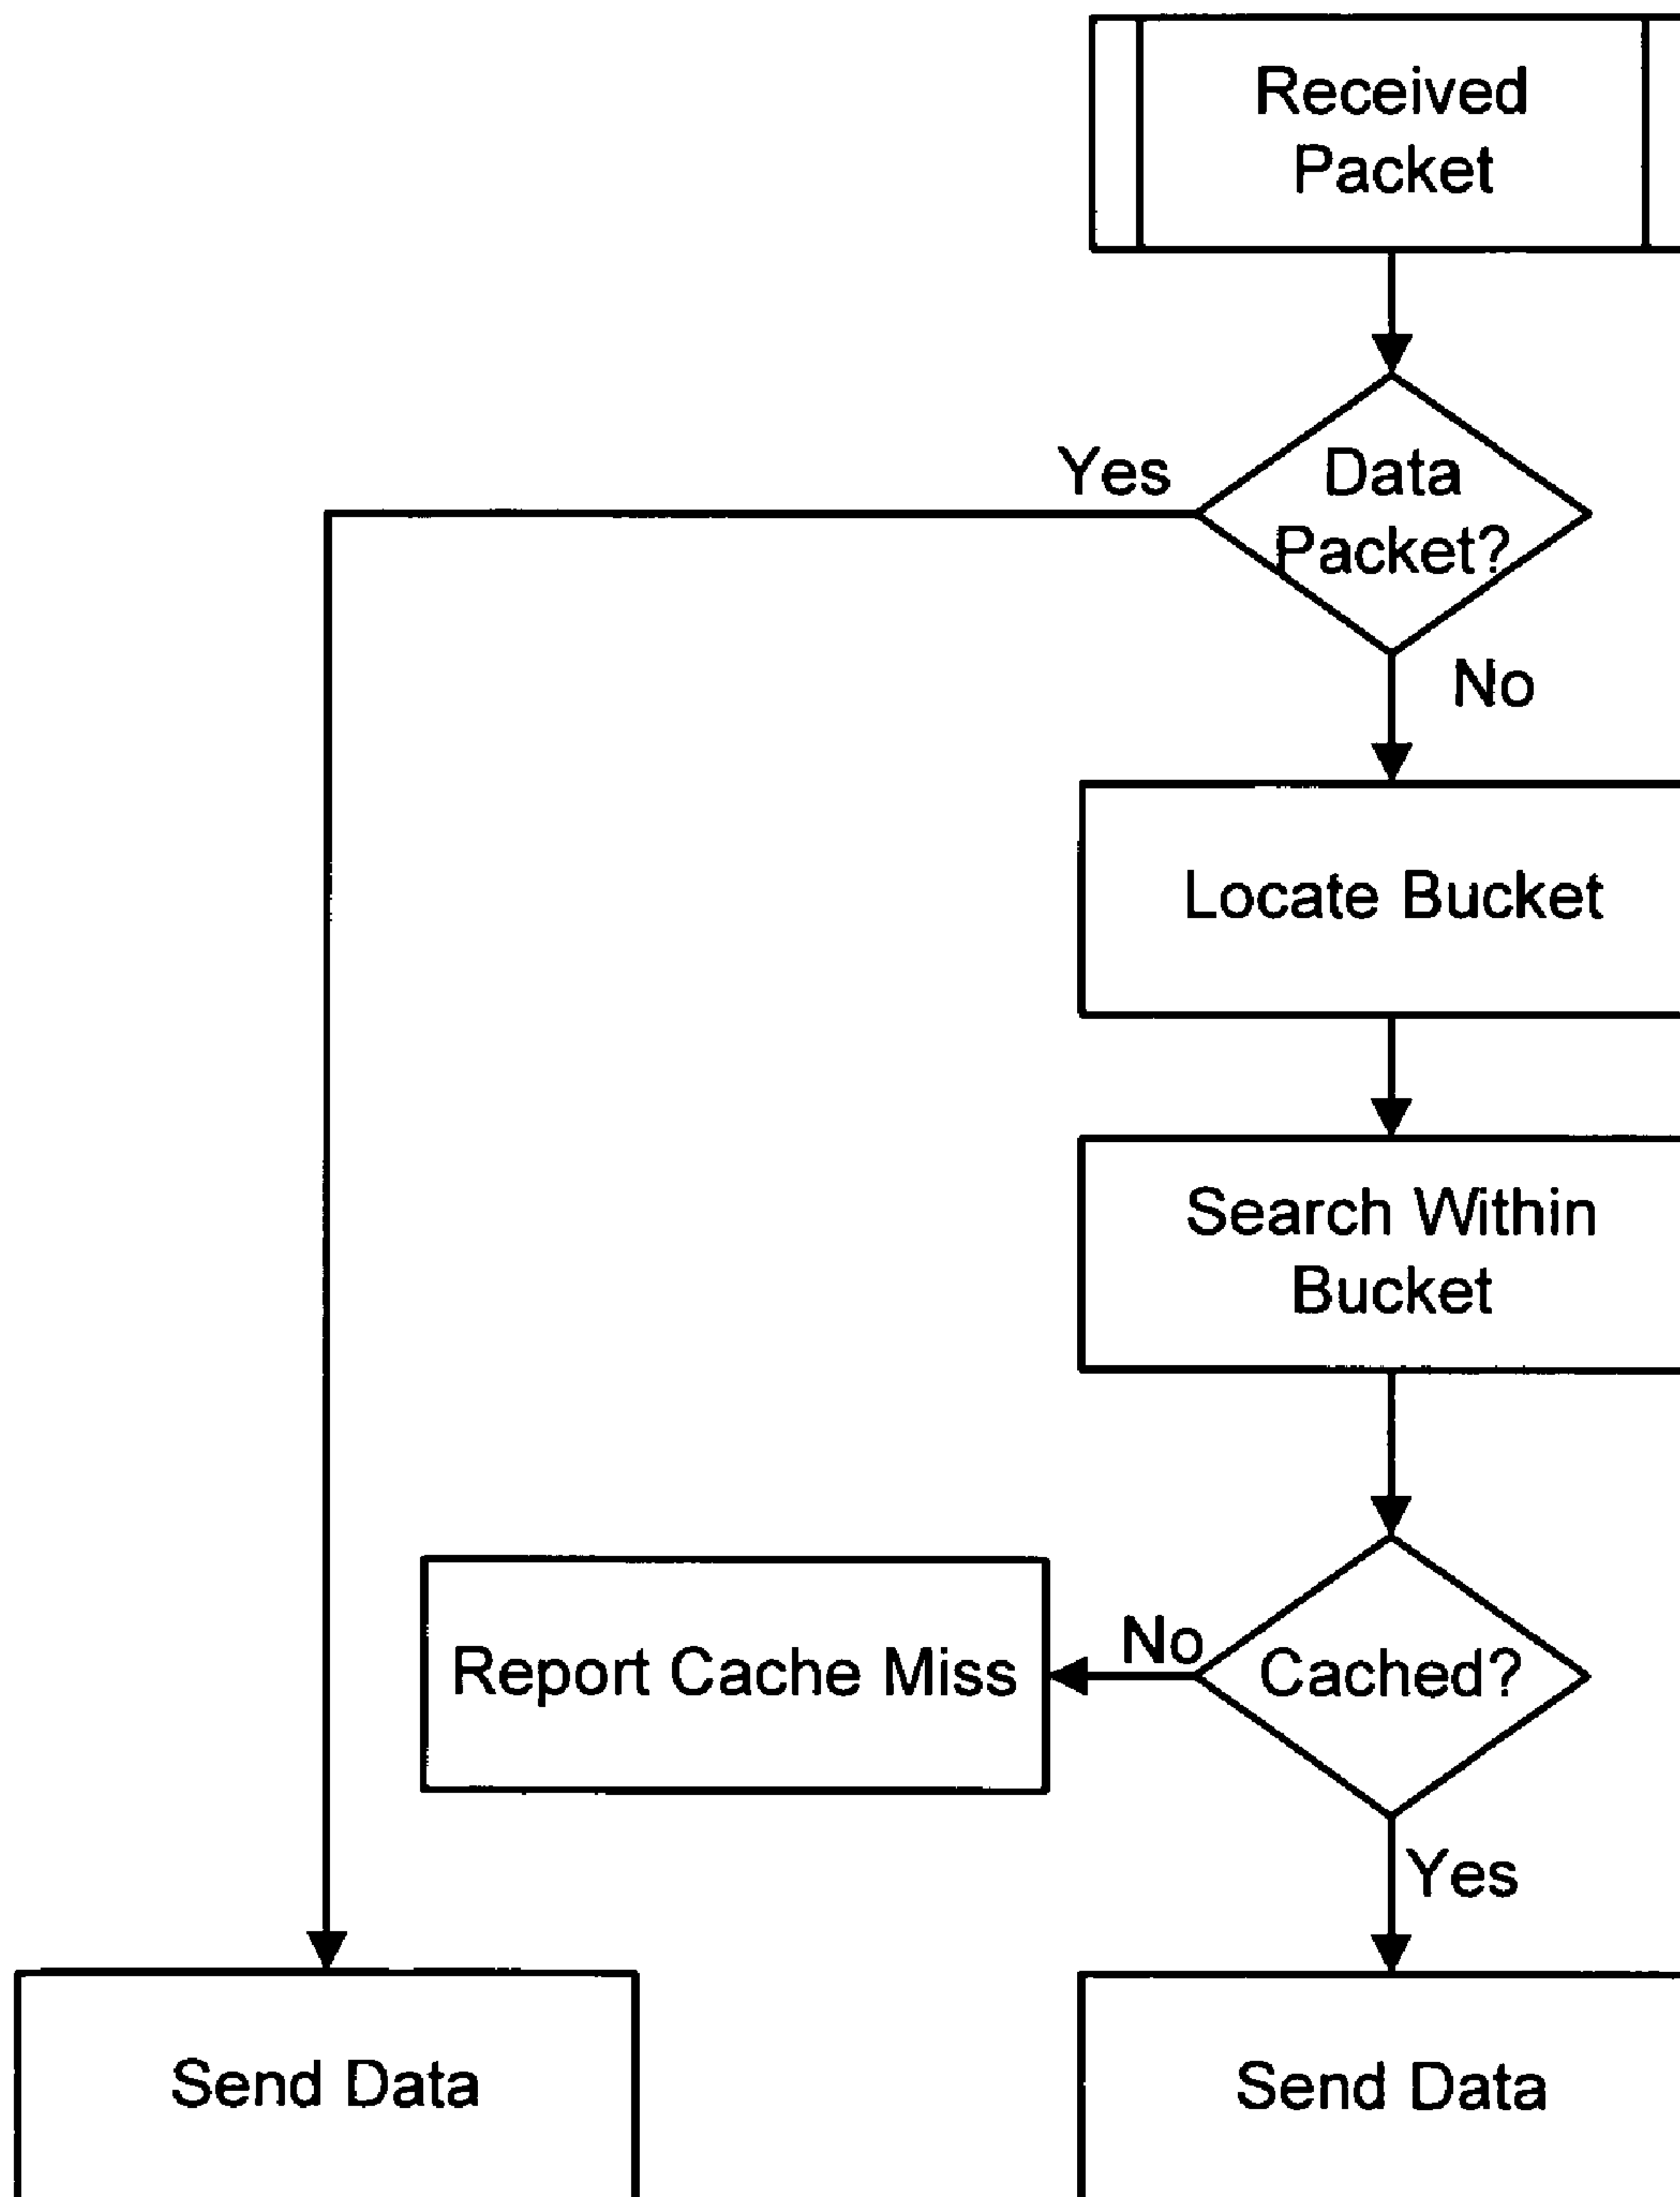 Received
Packet
Yes
Data
Packet?
No
Locate Bucket
Search Within
Bucket
Report Cache Miss
No
Cached?
Yes
Send Data
Send Data